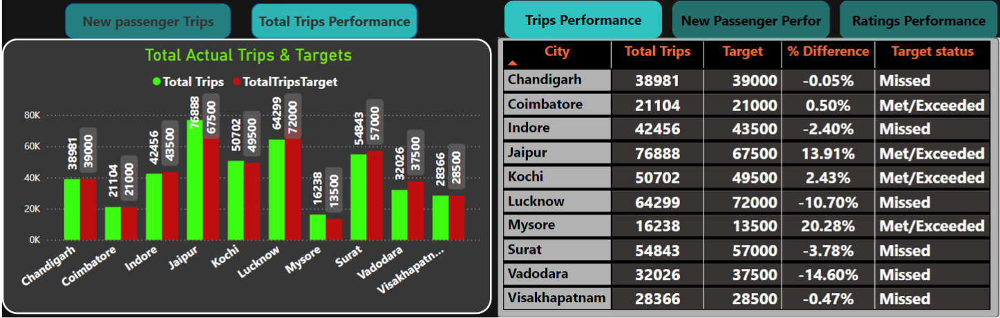 New passenger Trips
Total Trips Performance
Total Actual Trips & Targets
Total Trips TotalTripsTarget
80K
60K
40K
20K
0K
38981 39000 21104 21000 42456 43500 76888 67500 50702 49500 64299 72000 16238 13500 54843 57000 32026 37500 28366 28500
Chandigarh Coimbatore Indore Jaipur Kochi Lucknow Mysore Surat Vadodara Visakhapatn...
Trips Performance
New Passenger Perfor
Ratings Performance
City Total Trips Target % Difference Target status
Chandigarh 38981 39000 -0.05% Missed
Coimbatore 21104 21000 0.50% Met/Exceeded
Indore 42456 43500 -2.40% Missed
Jaipur 76888 67500 13.91% Met/Exceeded
Kochi 50702 49500 2.43% Met/Exceeded
Lucknow 64299 72000 -10.70% Missed
Mysore 16238 13500 20.28% Met/Exceeded
Surat 54843 57000 -3.78% Missed
Vadodara 32026 37500 -14.60% Missed
Visakhapatnam 28366 28500 -0.47% Missed